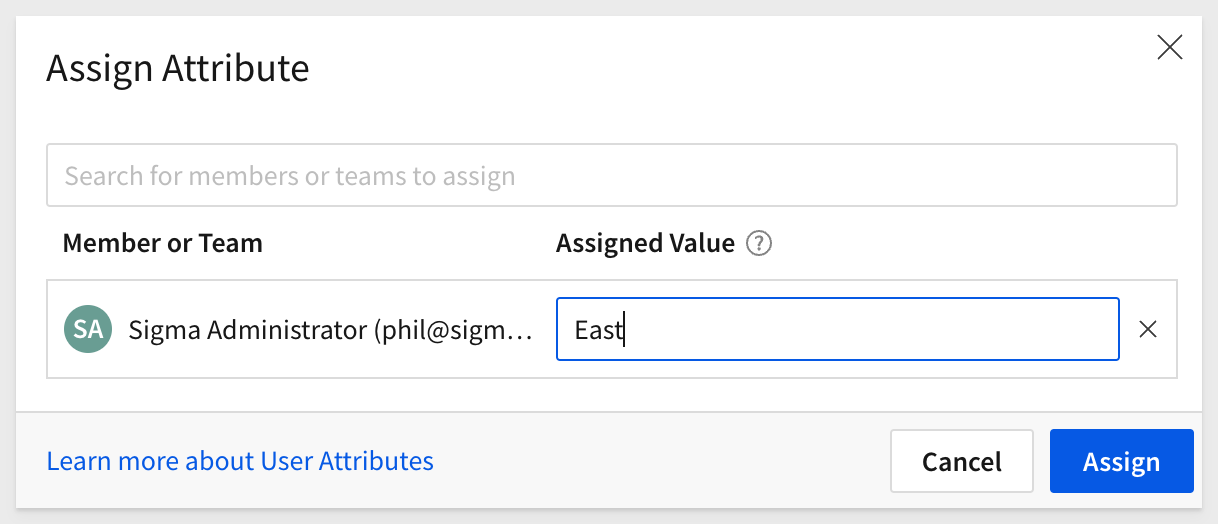 Assign Attribute
Search for members or teams to assign
Member or Team Assigned Value ?
SA Sigma Administrator (phil@sigm... East
Learn more about User Attributes Cancel Assign